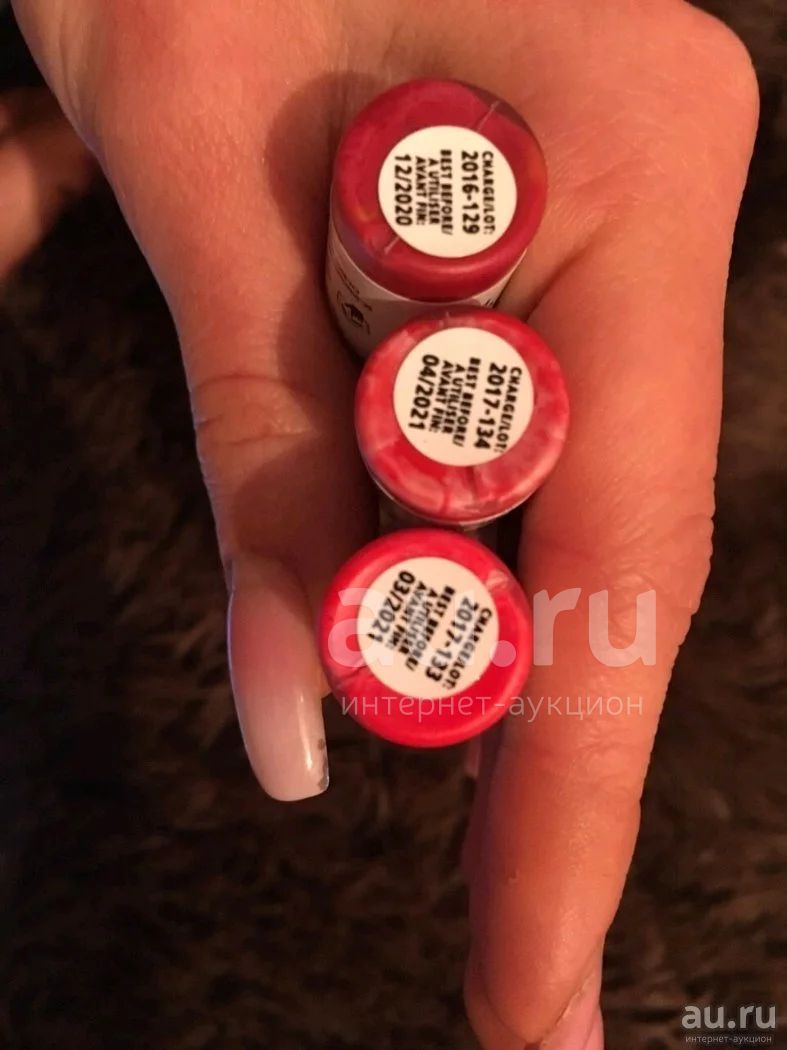 CHARGE/LOT:
2016-129
BEST BEFORE/
À UTILISER
AVANT FIN:
12/2020
CHARGE/LOT:
2017-134
BEST BEFORE/
À UTILISER
AVANT FIN:
04/2021
CHARGE/LOT:
2017-133
BEST BEFORE/
À UTILISER
AVANT FIN:
03/2021
au.ru
интернет-аукцион
au.ru
интернет-аукцион